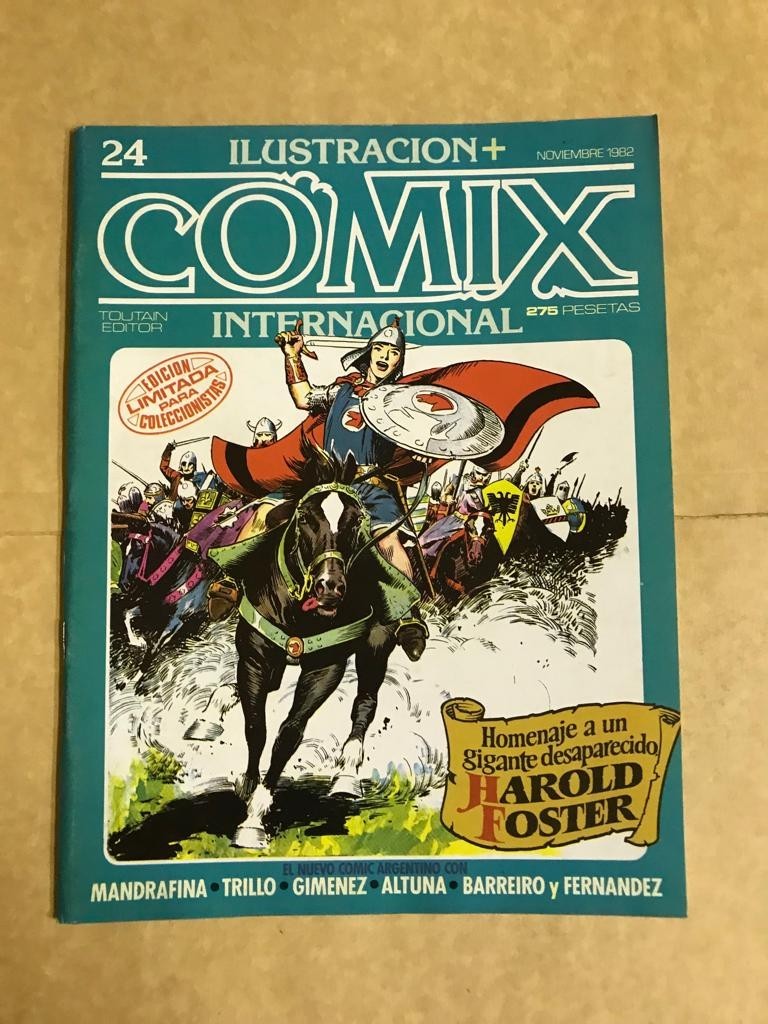 24
ILUSTRACION+
NOVIEMBRE 1982
COMIX
TOUTAIN
EDITOR
INTERNACIONAL
275 PESETAS
EDICION
LIMITADA
PARA
COLECCIONISTAS
Homenaje a un
gigante desaparecido,
HAROLD
FOSTER
EL NUEVO COMIC ARGENTINO CON
MANDRAFINA • TRILLO • GIMENEZ • ALTUNA • BARREIRO y FERNANDEZ